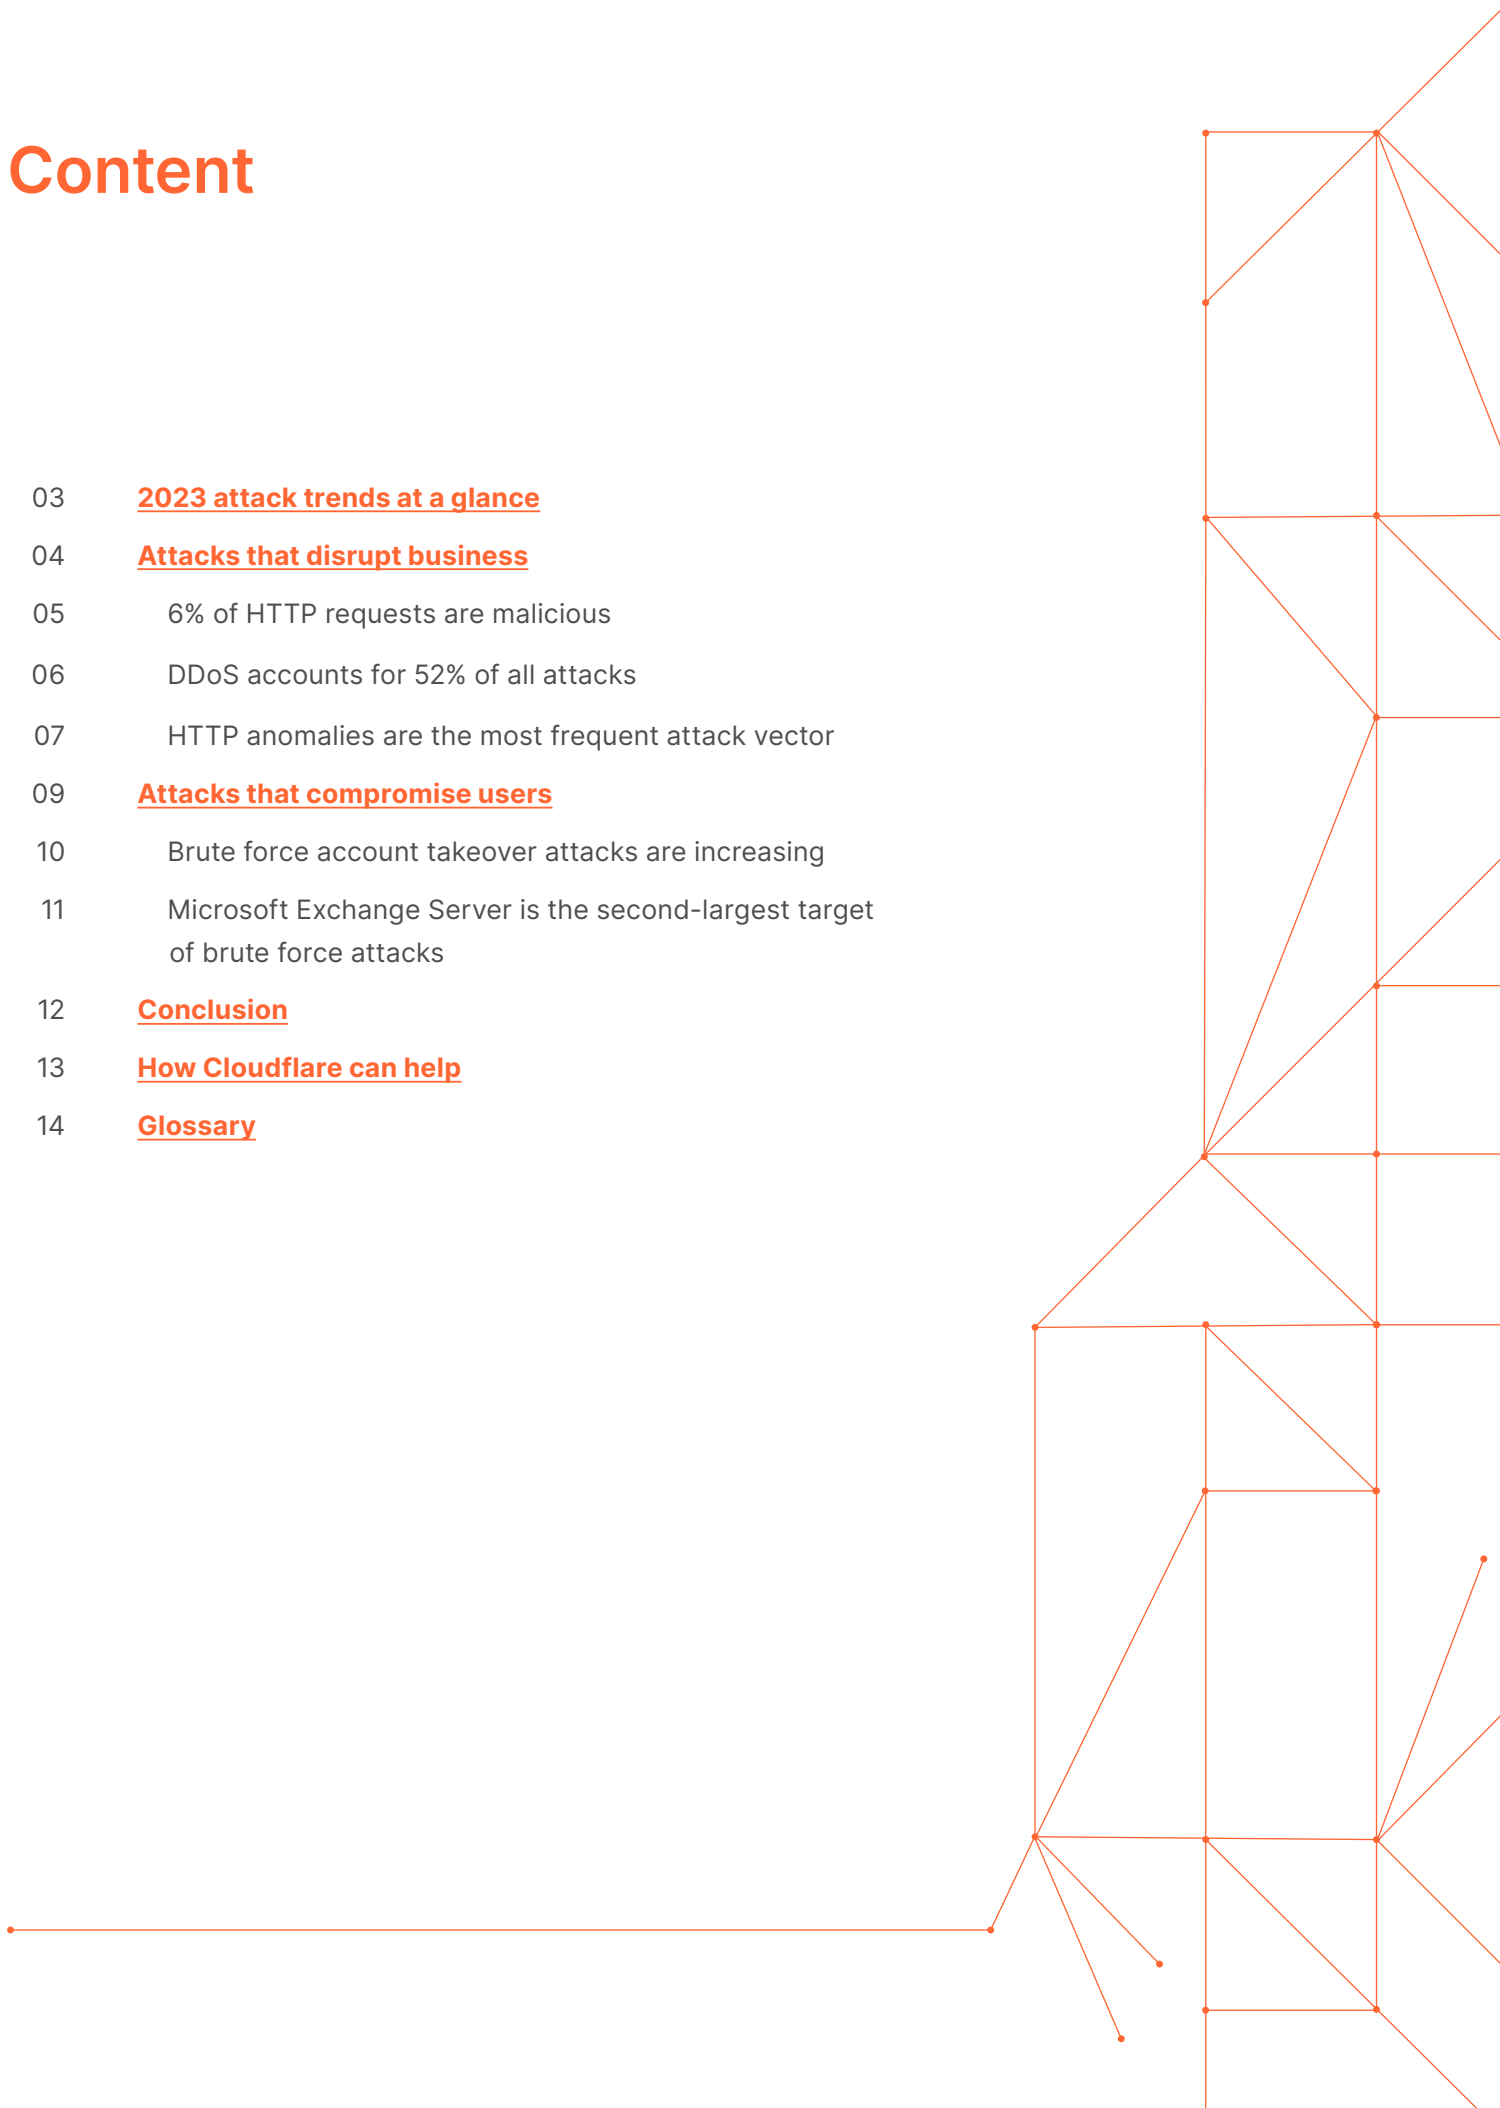 Content
03 2023 attack trends at a glance
04 Attacks that disrupt business
05 6% of HTTP requests are malicious
06 DDoS accounts for 52% of all attacks
07 HTTP anomalies are the most frequent attack vector
09 Attacks that compromise users
10 Brute force account takeover attacks are increasing
11 Microsoft Exchange Server is the second-largest target
of brute force attacks
12 Conclusion
13 How Cloudflare can help
14 Glossary